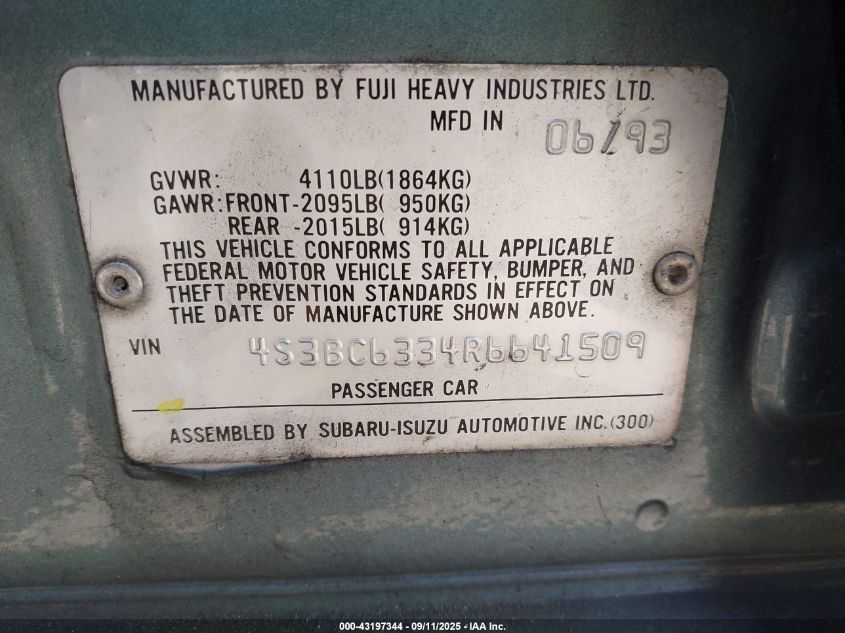 MANUFACTURED BY FUJI HEAVY INDUSTRIES LTD.
MFD IN 06/93
GVWR: 4110LB(1864KG)
GAWR:FRONT-2095LB( 950KG)
REAR -2015LB( 914KG)
THIS VEHICLE CONFORMS TO ALL APPLICABLE
FEDERAL MOTOR VEHICLE SAFETY, BUMPER, AND
THEFT PREVENTION STANDARDS IN EFFECT ON
THE DATE OF MANUFACTURE SHOWN ABOVE.
VIN 4S3BC6334R6641509
PASSENGER CAR
ASSEMBLED BY SUBARU-ISUZU AUTOMOTIVE INC.(300)
000-43197344 - 09/11/2025 - IAA Inc.